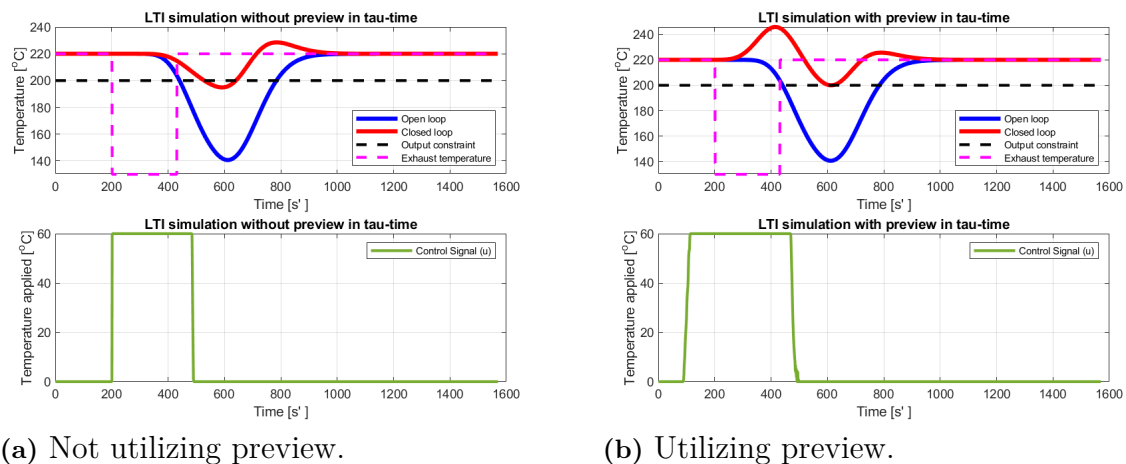 LTI simulation without preview in tau-time
240
220
200
180
160
140
Temperature [°C]
Open loop
Closed loop
Output constraint
Exhaust temperature
0 200 400 600 800 1000 1200 1400 1600
Time [s' ]
LTI simulation without preview in tau-time
60
40
20
0
Temperature applied [°C]
Control Signal (u)
0 200 400 600 800 1000 1200 1400 1600
Time [s' ]
(a) Not utilizing preview.
LTI simulation with preview in tau-time
240
220
200
180
160
140
Temperature [°C]
Open loop
Closed loop
Output constraint
Exhaust temperature
0 200 400 600 800 1000 1200 1400 1600
Time [s' ]
LTI simulation with preview in tau-time
60
40
20
0
Temperature applied [°C]
Control Signal (u)
0 200 400 600 800 1000 1200 1400 1600
Time [s' ]
(b) Utilizing preview.